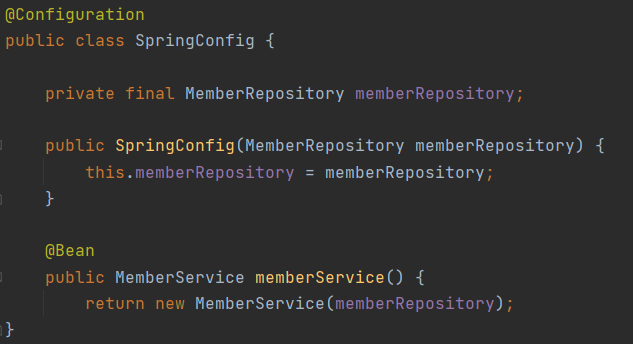 @Configuration
public class SpringConfig {
private final MemberRepository memberRepository;
public SpringConfig(MemberRepository memberRepository) {
this.memberRepository = memberRepository;
}
@Bean
public MemberService memberService() {
return new MemberService(memberRepository);
}